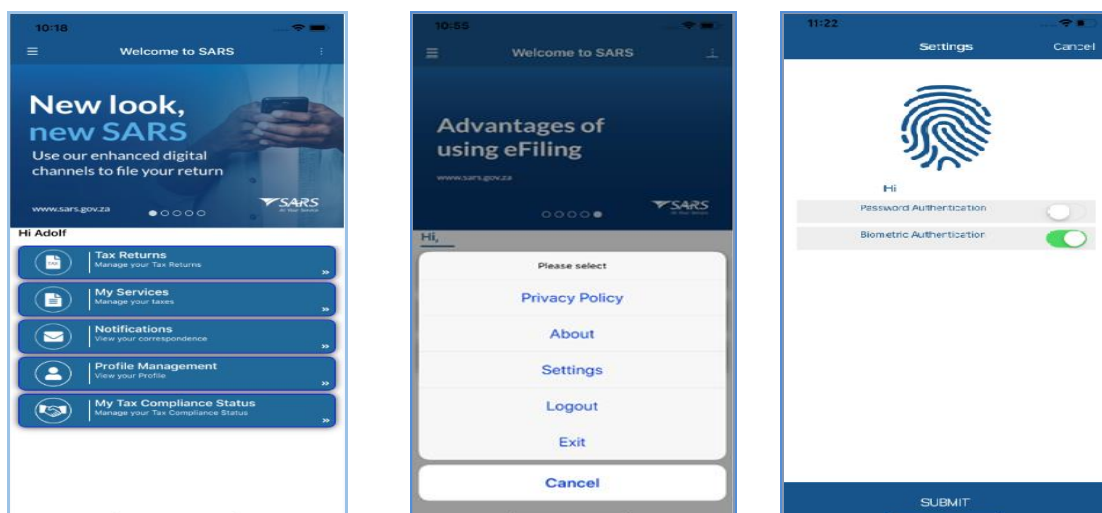 10:18
Welcome to SARS
New look,
new SARS
Use our enhanced digital
channels to file your return
www.sars.gov.za
SARS
At Your Service
Hi Adolf
Tax Returns
Manage your Tax Returns
My Services
Manage your taxes
Notifications
View your correspondence
Profile Management
View your Profile
My Tax Compliance Status
Manage your Tax Compliance Status
10:55
Welcome to SARS
Advantages of
using eFiling
www.sars.gov.za
SARS
Hi,
Please select
Privacy Policy
About
Settings
Logout
Exit
Cancel
11:22
Settings
Cancel
Hi
Password Authentication
Biometric Authentication
SUBMIT